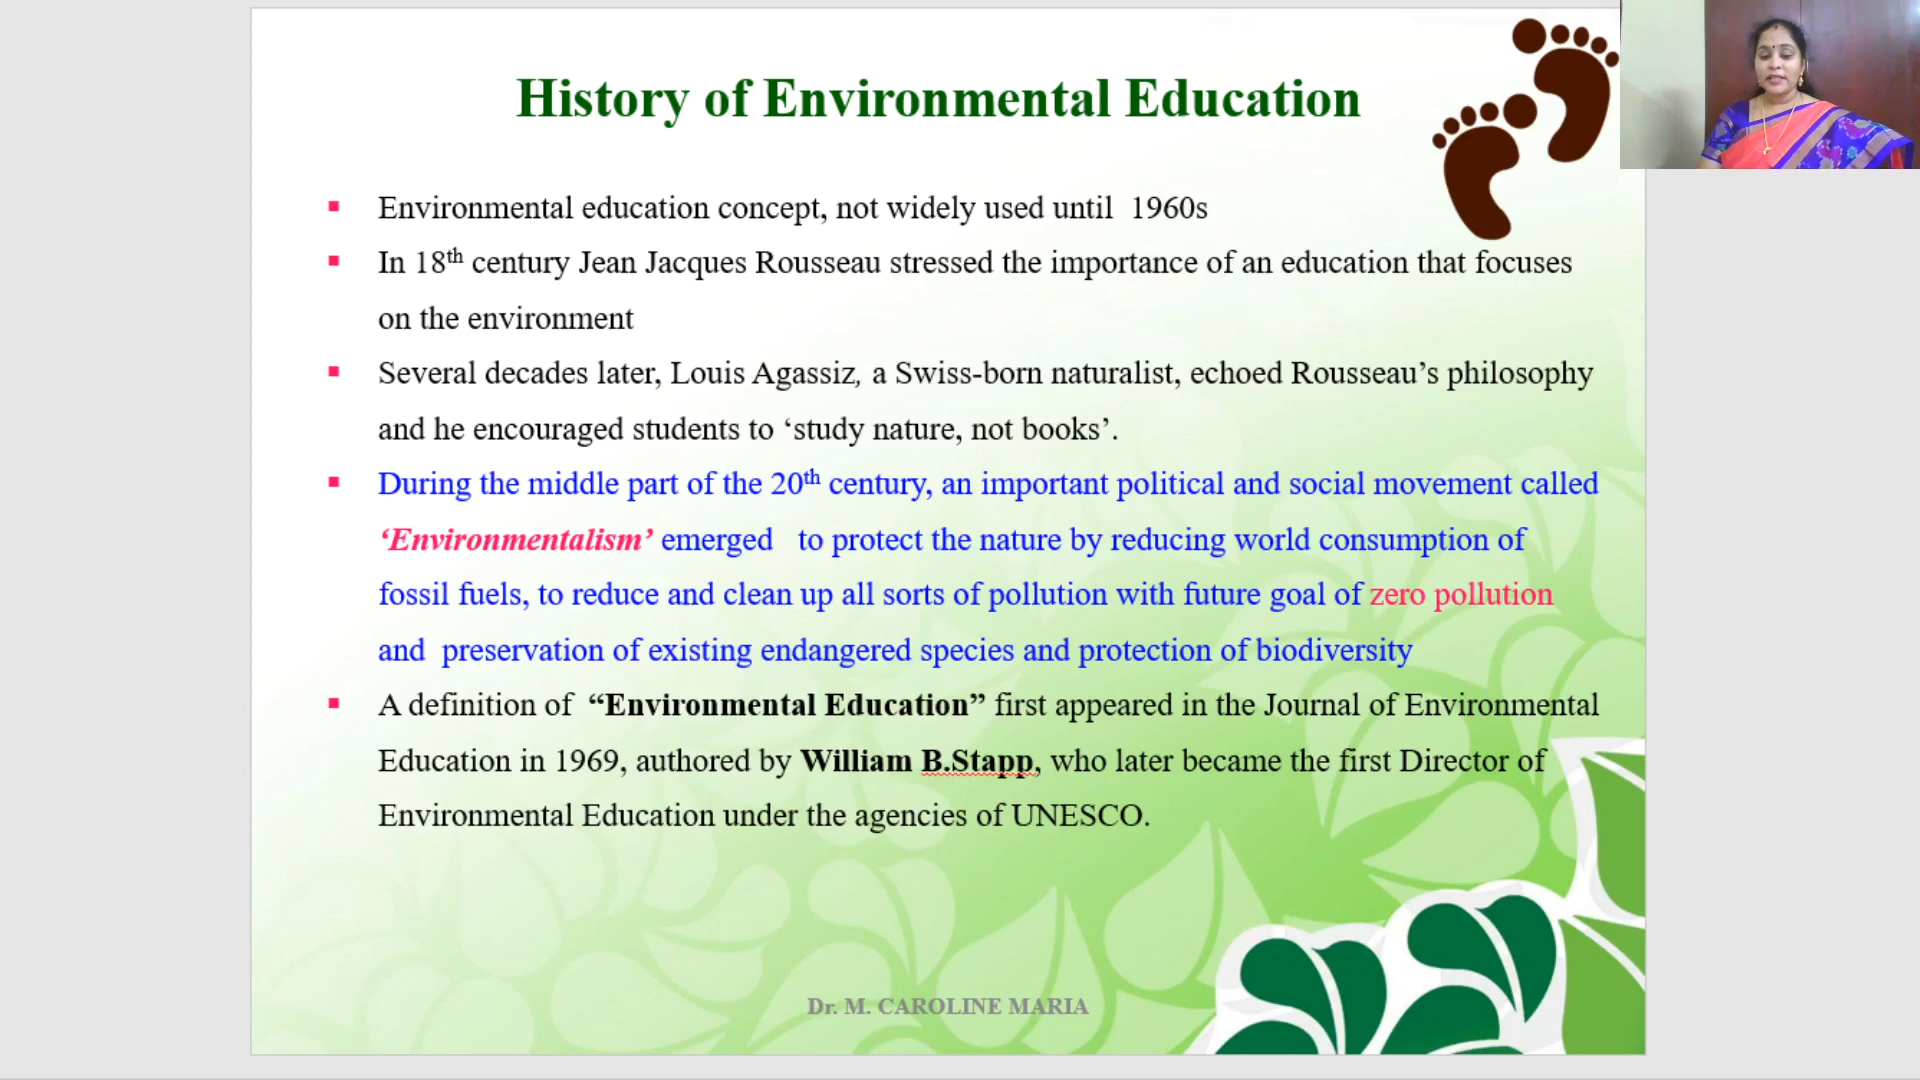 History of Environmental Education
▪ Environmental education concept, not widely used until 1960s
▪ In 18th century Jean Jacques Rousseau stressed the importance of an education that focuses
on the environment
▪ Several decades later, Louis Agassiz, a Swiss-born naturalist, echoed Rousseau’s philosophy
and he encouraged students to ‘study nature, not books’.
▪ During the middle part of the 20th century, an important political and social movement called
‘Environmentalism’ emerged to protect the nature by reducing world consumption of
fossil fuels, to reduce and clean up all sorts of pollution with future goal of zero pollution
and preservation of existing endangered species and protection of biodiversity
▪ A definition of “Environmental Education” first appeared in the Journal of Environmental
Education in 1969, authored by William B.Stapp, who later became the first Director of
Environmental Education under the agencies of UNESCO.
Dr. M. CAROLINE MARIA